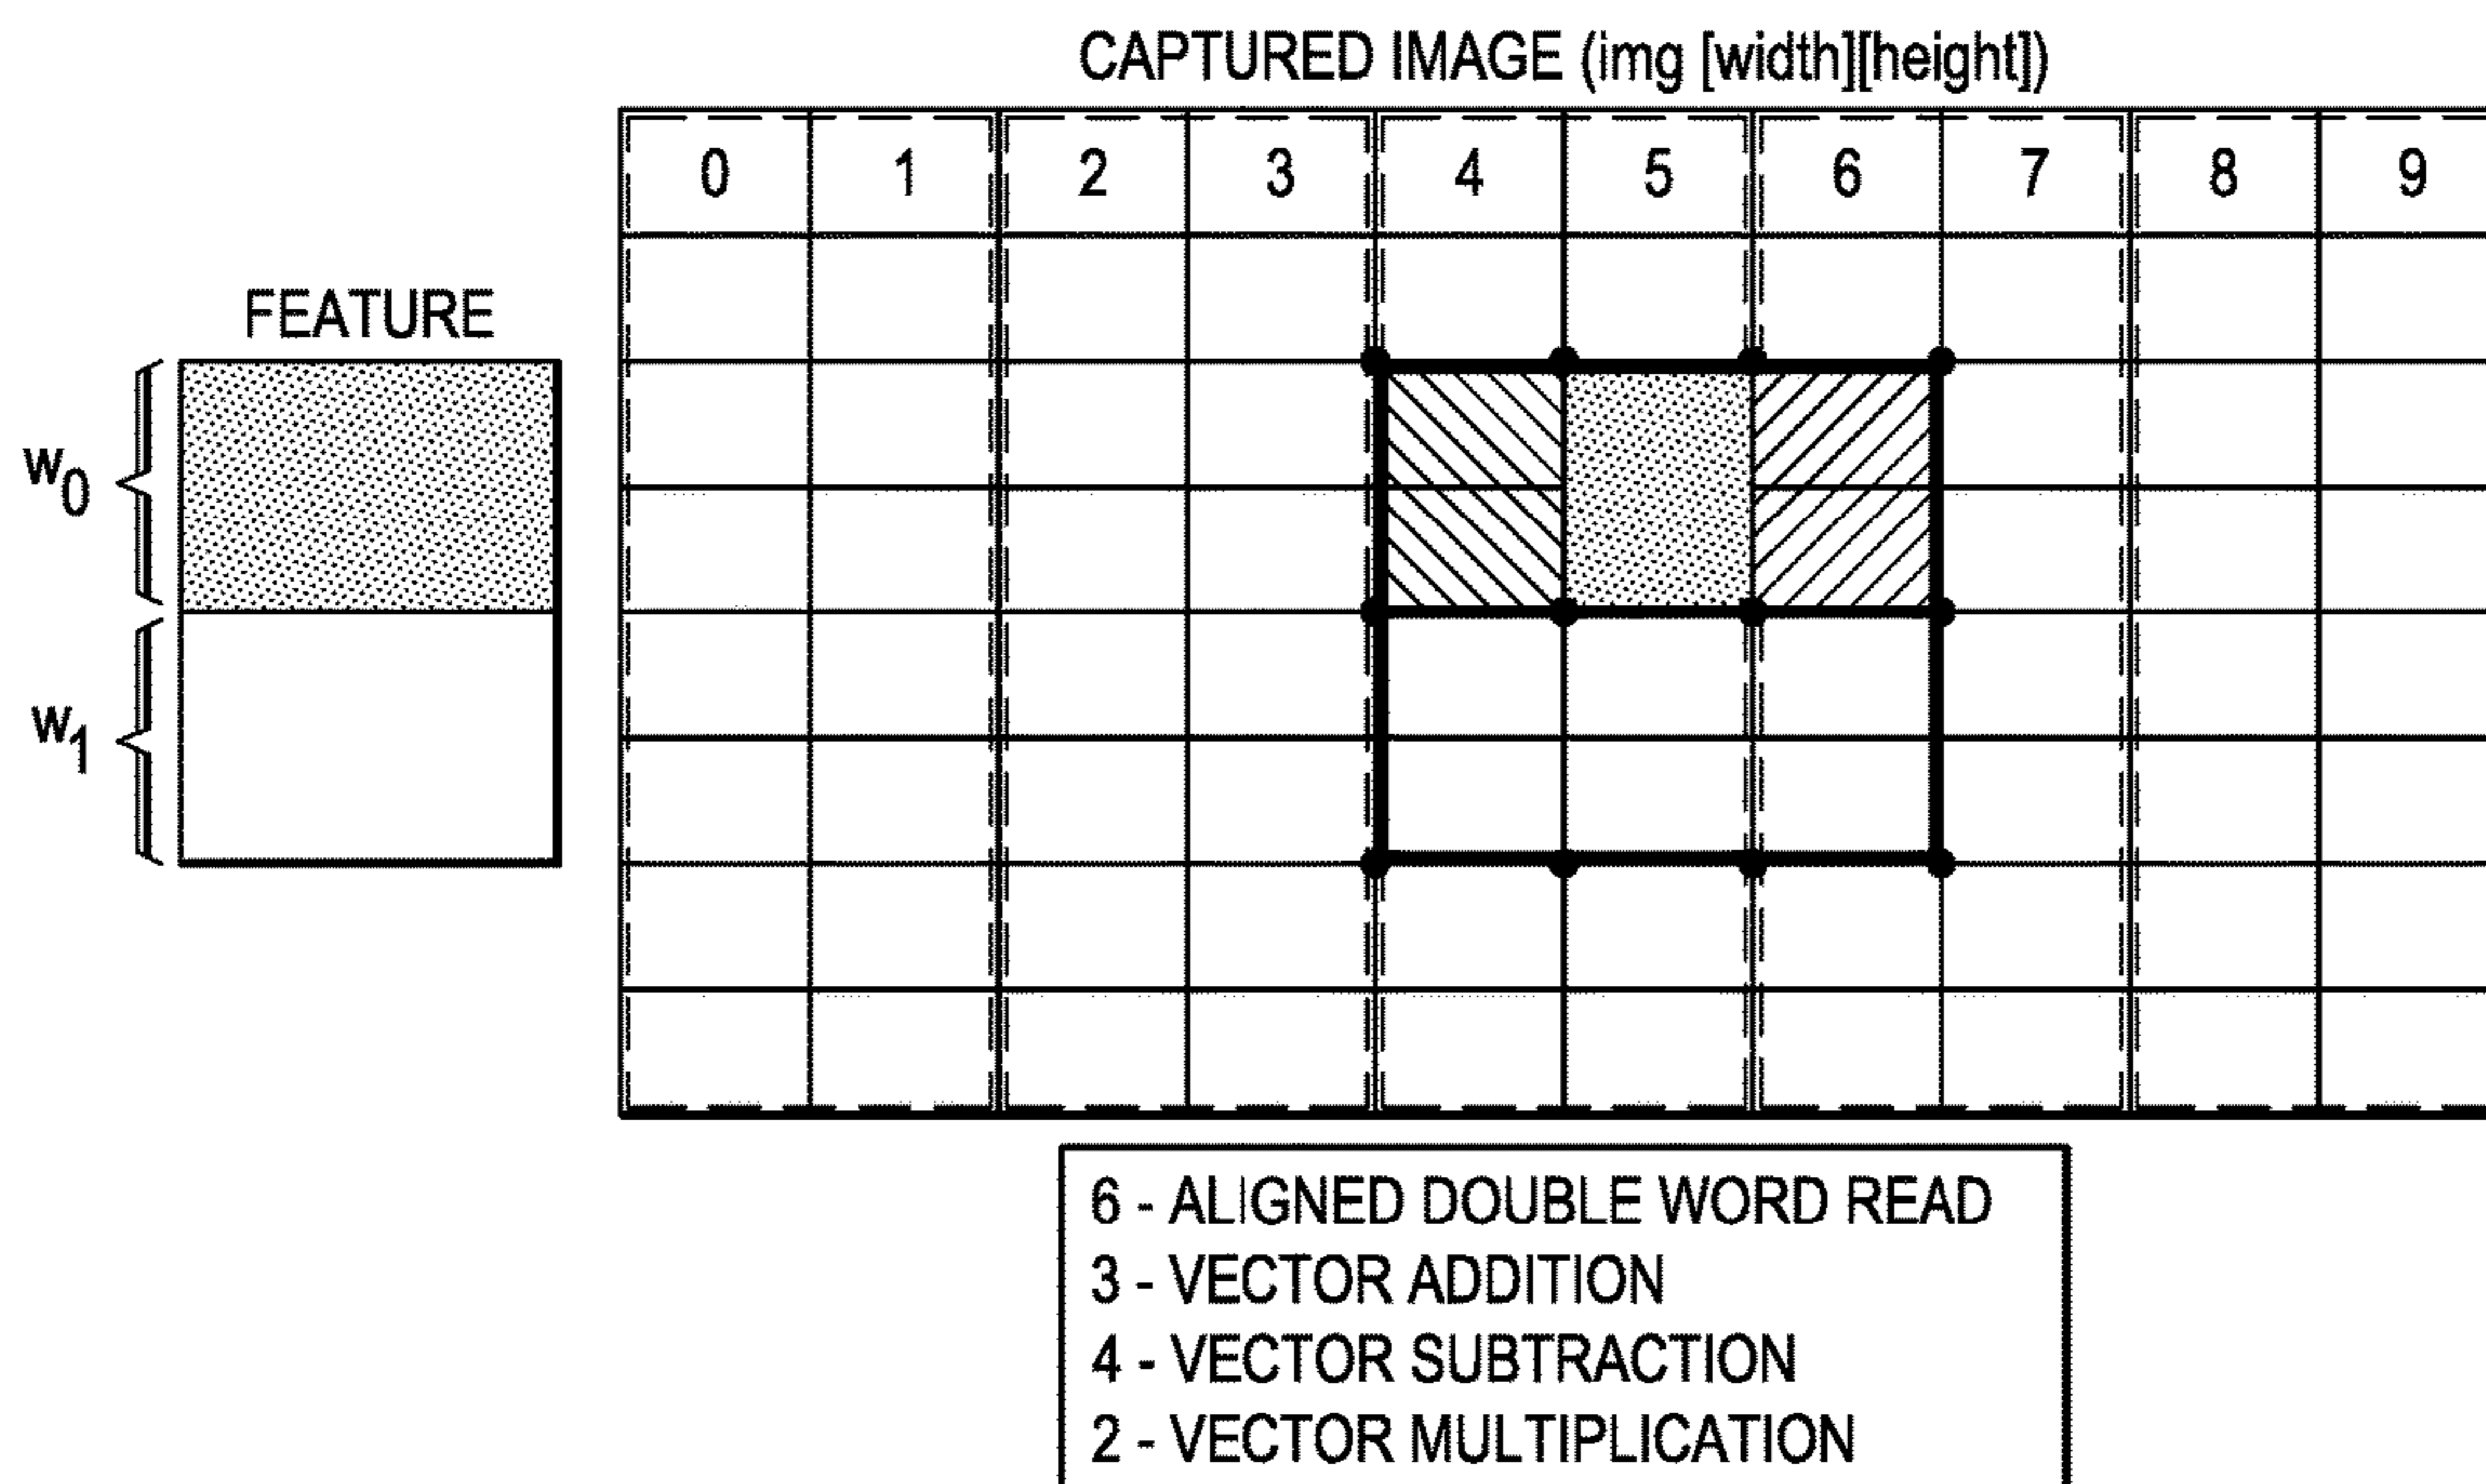 CAPTURED IMAGE (img [width][height])
0 1 2 3 4 5 6 7 8 9
FEATURE
w0
w1
6 - ALIGNED DOUBLE WORD READ
3 - VECTOR ADDITION
4 - VECTOR SUBTRACTION
2 - VECTOR MULTIPLICATION